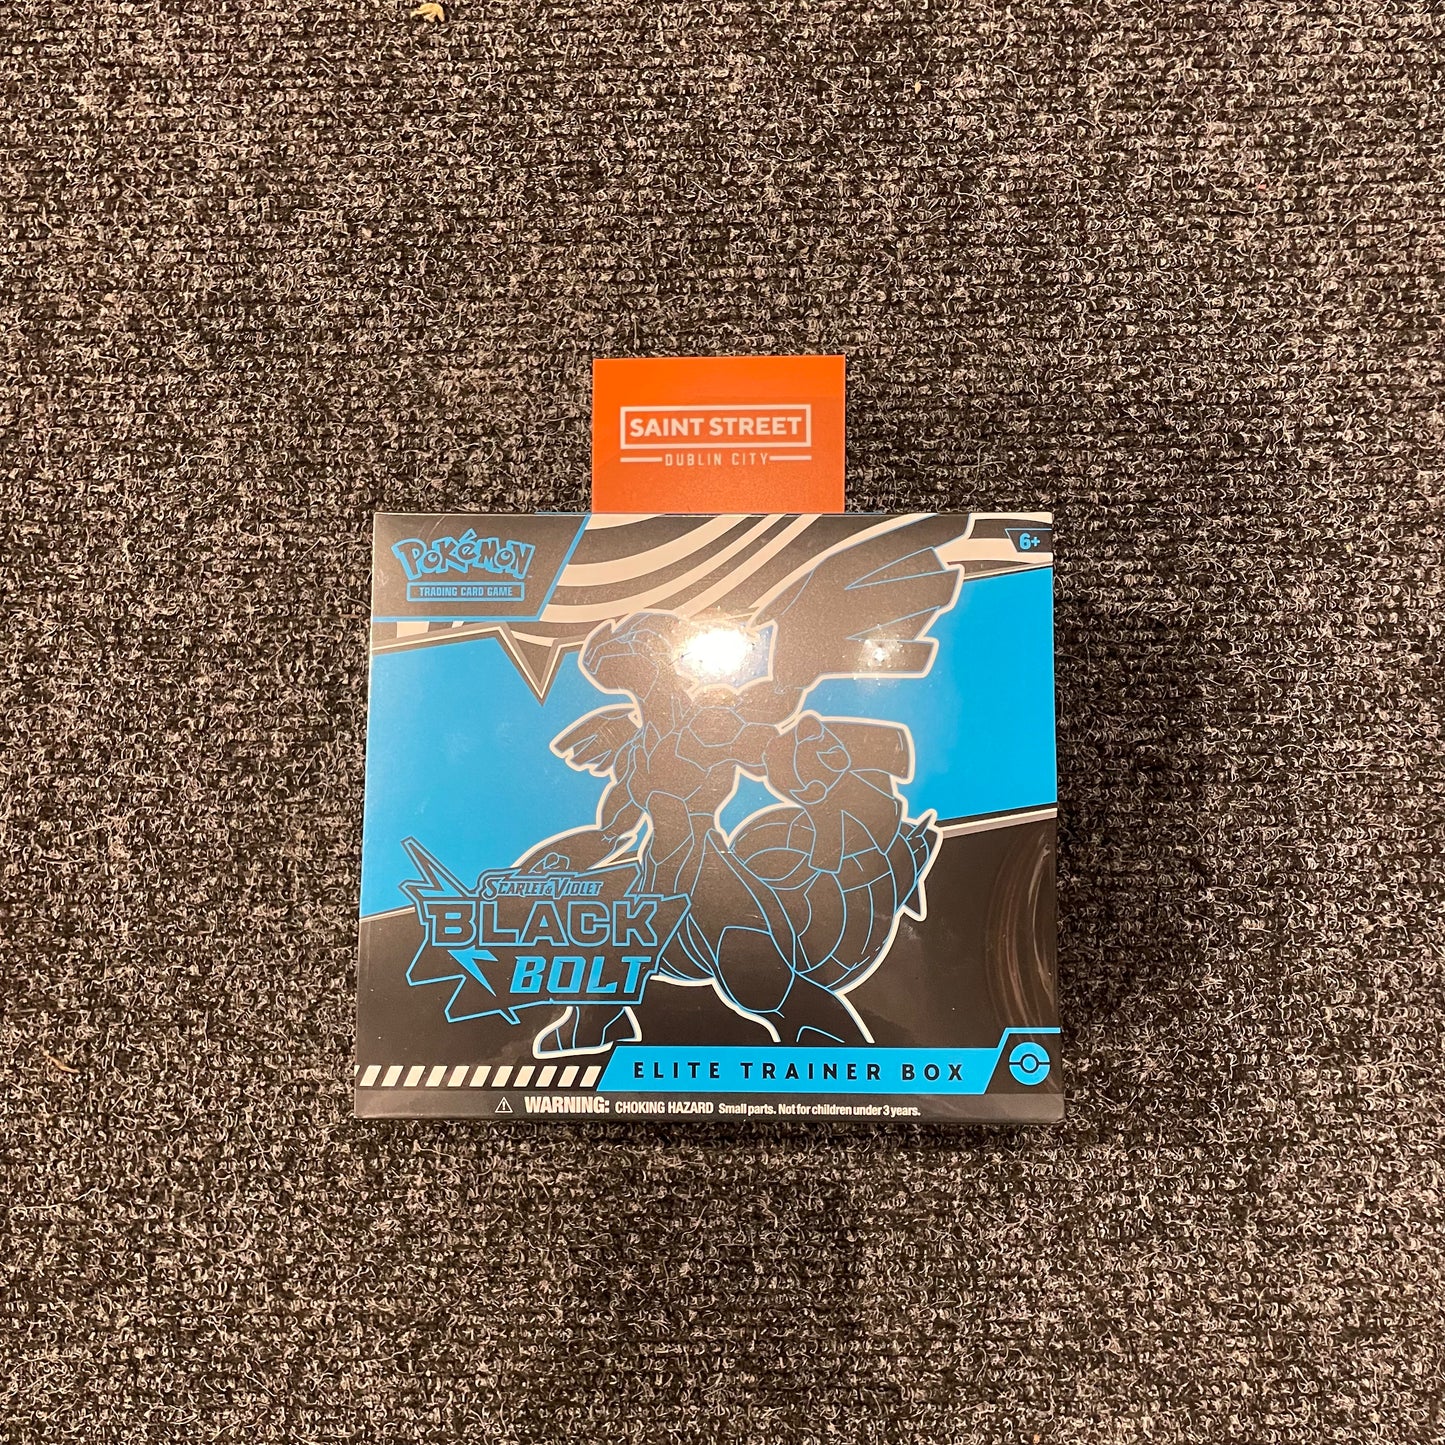 SAINT STREET
DUBLIN CITY
POKéMON
TRADING CARD GAME
6+
SCARLET & VIOLET
BLACK
BOLT
ELITE TRAINER BOX
WARNING: CHOKING HAZARD Small parts. Not for children under 3 years.